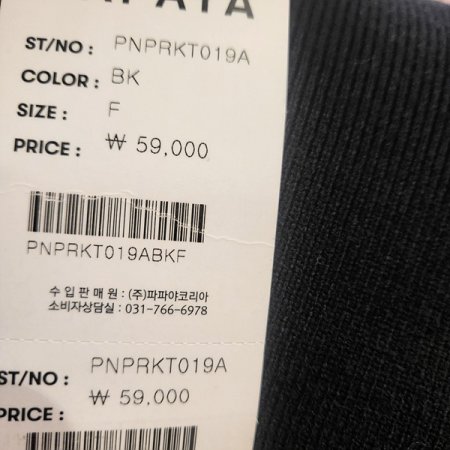 ST/NO : PNPRKT019A
COLOR : BK
SIZE : F
PRICE : ₩ 59,000
PNPRKT019ABKF
수 입 판 매 원 : (주)파파야코리아
소비자상담실 : 031-766-6978
ST/NO : PNPRKT019A
PRICE : ₩ 59,000